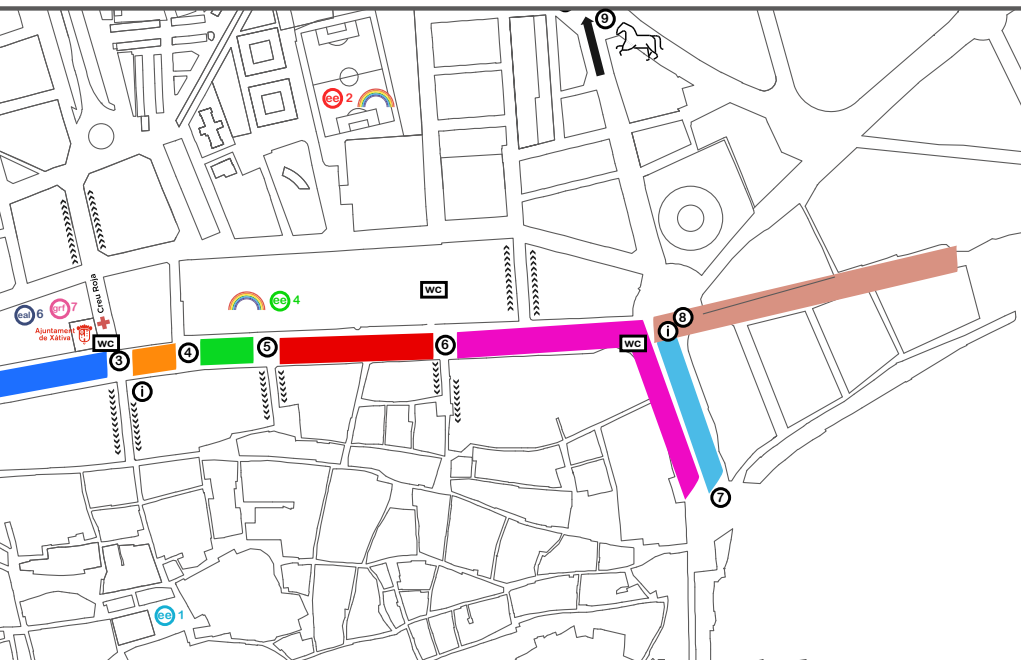 9
ee 2
Creu Roja
eal 6
grf 7
ee 4
wc
Ajuntament
de Xàtiva
wc
3
4
5
6
wc
i
8
i
7
ee 1